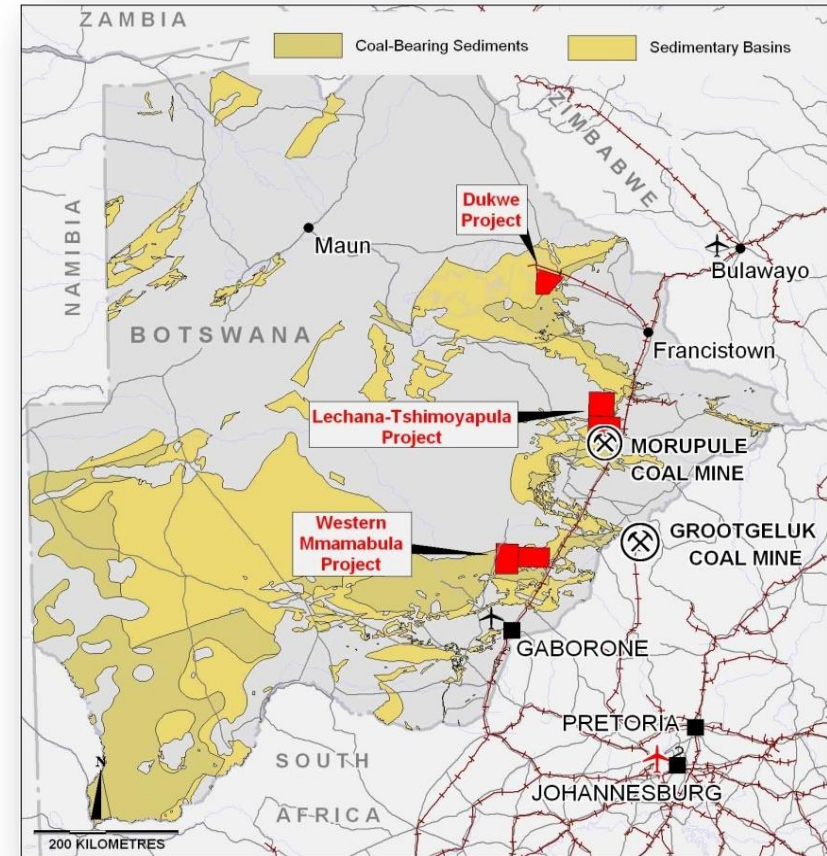 ZAMBIA
Coal-Bearing Sediments
Sedimentary Basins
ZIMBABWE
NAMIBIA
Dukwe
Project
Maun
Bulawayo
BOTSWANA
Francistown
Lechana-Tshimoyapula
Project
MORUPULE
COAL MINE
Western
Mmamabula
Project
GROOTGELUK
COAL MINE
GABORONE
PRETORIA
SOUTH
AFRICA
JOHANNESBURG
N
200 KILOMETRES